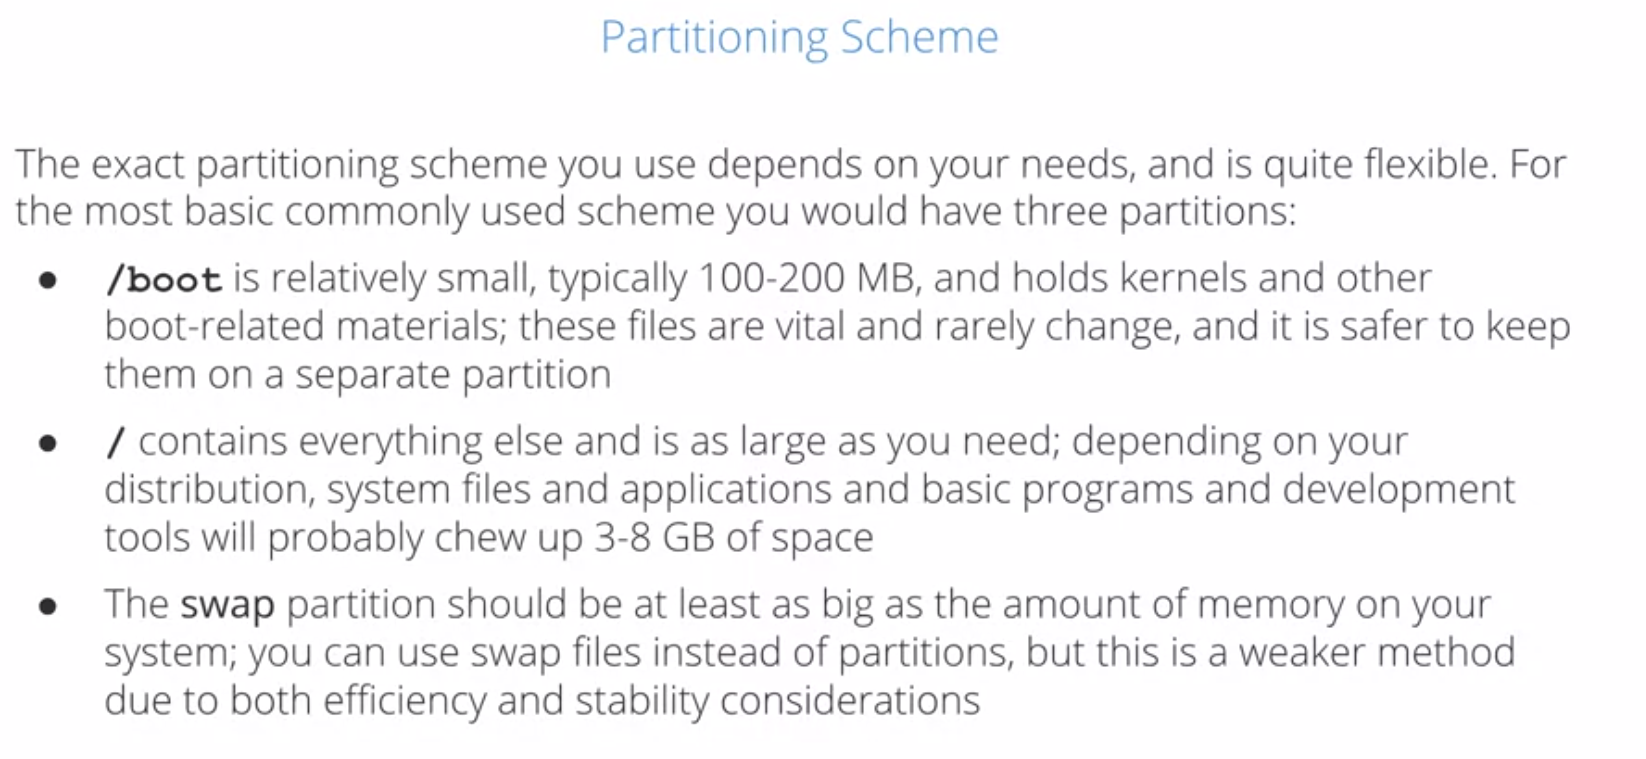 Partitioning Scheme
The exact partitioning scheme you use depends on your needs, and is quite flexible. For
the most basic commonly used scheme you would have three partitions:
● /boot is relatively small, typically 100-200 MB, and holds kernels and other
boot-related materials; these files are vital and rarely change, and it is safer to keep
them on a separate partition
● / contains everything else and is as large as you need; depending on your
distribution, system files and applications and basic programs and development
tools will probably chew up 3-8 GB of space
● The swap partition should be at least as big as the amount of memory on your
system; you can use swap files instead of partitions, but this is a weaker method
due to both efficiency and stability considerations